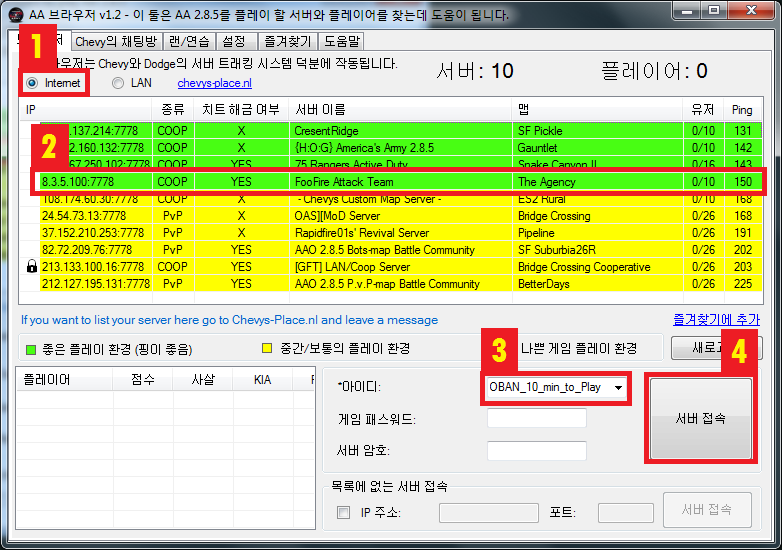 AA 브라우저 v1.2 - 이 툴은 AA 2.8.5를 플레이 할 서버와 플레이어를 찾는데 도움이 됩니다.
1
Chevy의 채팅방 랜/연습 설정 즐겨찾기 도움말
우저는 Chevy와 Dodge의 서버 트래킹 시스템 덕분에 작동됩니다.
서버: 10 플레이어: 0
Internet LAN chevys-place.nl
IP 종류 치트 해금 여부 서버 이름 맵 유저 Ping
.137.214:7778 COOP X CresentRidge SF Pickle 0/10 131
2
2.160.132:7778 COOP X {H:O:G} America's Army 2.8.5 Gauntlet 0/10 142
67.250.102:7778 COOP YES 75 Rangers Active Duty Snake Canyon II 0/16 143
8.3.5.100:7778 COOP YES FooFire Attack Team The Agency 0/10 150
108.174.60.30:7778 COOP YES - Chevys Custom Map Server - ES2 Rural 0/10 168
24.54.73.13:7778 PvP X OAS][MoD Server Bridge Crossing 0/26 168
37.152.210.253:7778 PvP X Rapidfire01s' Revival Server Pipeline 0/26 191
82.72.209.76:7778 PvP YES AAO 2.8.5 Bots-map Battle Community SF Suburbia26R 0/26 202
213.133.100.16:7778 COOP YES [GFT] LAN/Coop Server Bridge Crossing Cooperative 0/26 203
212.127.195.131:7778 PvP YES AAO 2.8.5 P.v.P-map Battle Community BetterDays 0/26 225
If you want to list your server here go to Chevys-Place.nl and leave a message
즐겨찾기에 추가
좋은 플레이 환경 (핑이 좋음) 중간/보통의 플레이 환경 3 나쁜 게임 플레이 환경 새로고 4
플레이어 점수 사살 KIA
*아이디: OBAN_10_min_to_Play
게임 패스워드:
서버 암호:
서버 접속
목록에 없는 서버 접속
IP 주소: 포트: 서버 접속